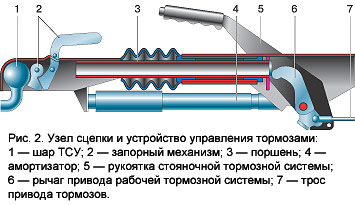 1 2 3 4 5 6 7
Рис. 2. Узел сцепки и устройство управления тормозами:
1 — шар ТСУ; 2 — запорный механизм; 3 — поршень; 4 —
амортизатор; 5 — рукоятка стояночной тормозной системы;
6 — рычаг привода рабочей тормозной системы; 7 — трос
привода тормозов.